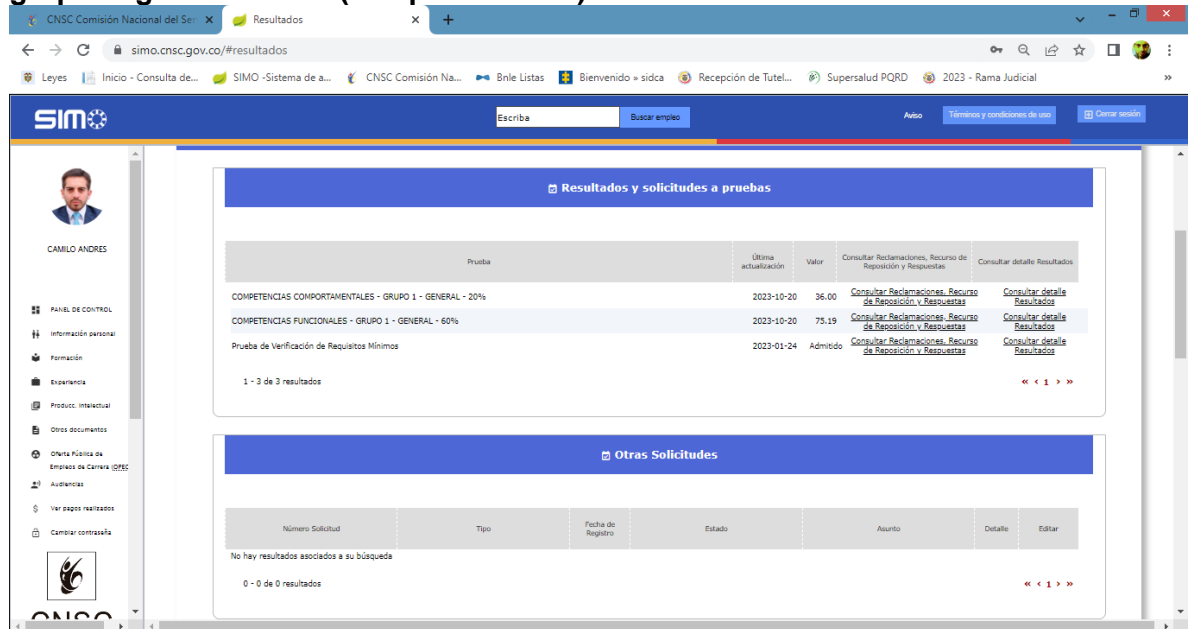 CNSC Comisión Nacional del Ser
Resultados
simo.cnsc.gov.co/#resultados
Leyes
Inicio - Consulta de...
SIMO -Sistema de a...
CNSC Comisión Na...
Bnle Listas
Bienvenido » sidca
Recepción de Tutel...
Supersalud PQRD
2023 - Rama Judicial
»
SIMO
Escriba
Buscar empleo
Aviso
Términos y condiciones de uso
Cerrar sesión
CAMILO ANDRES
PANEL DE CONTROL
Información personal
Formación
Experiencia
Producc. Intelectual
Otros documentos
Oferta Pública de
Empleos de Carrera (OPEC
Audiencias
Ver pagos realizados
Cambiar contraseña
CNSC
Resultados y solicitudes a pruebas
Prueba
Última
actualización
Valor
Consultar Reclamaciones, Recurso de
Reposición y Respuestas
Consultar detalle Resultados
COMPETENCIAS COMPORTAMENTALES - GRUPO 1 - GENERAL - 20%
2023-10-20
36.00
Consultar Reclamaciones, Recurso
de Reposición y Respuestas
Consultar detalle
Resultados
COMPETENCIAS FUNCIONALES - GRUPO 1 - GENERAL - 60%
2023-10-20
75.19
Consultar Reclamaciones, Recurso
de Reposición y Respuestas
Consultar detalle
Resultados
Prueba de Verificación de Requisitos Mínimos
2023-01-24
Admitido
Consultar Reclamaciones, Recurso
de Reposición y Respuestas
Consultar detalle
Resultados
1 - 3 de 3 resultados
« ‹ 1 › »
Otras Solicitudes
Número Solicitud
Tipo
Fecha de
Registro
Estado
Asunto
Detalle
Editar
No hay resultados asociados a su búsqueda
0 - 0 de 0 resultados
« ‹ 1 › »